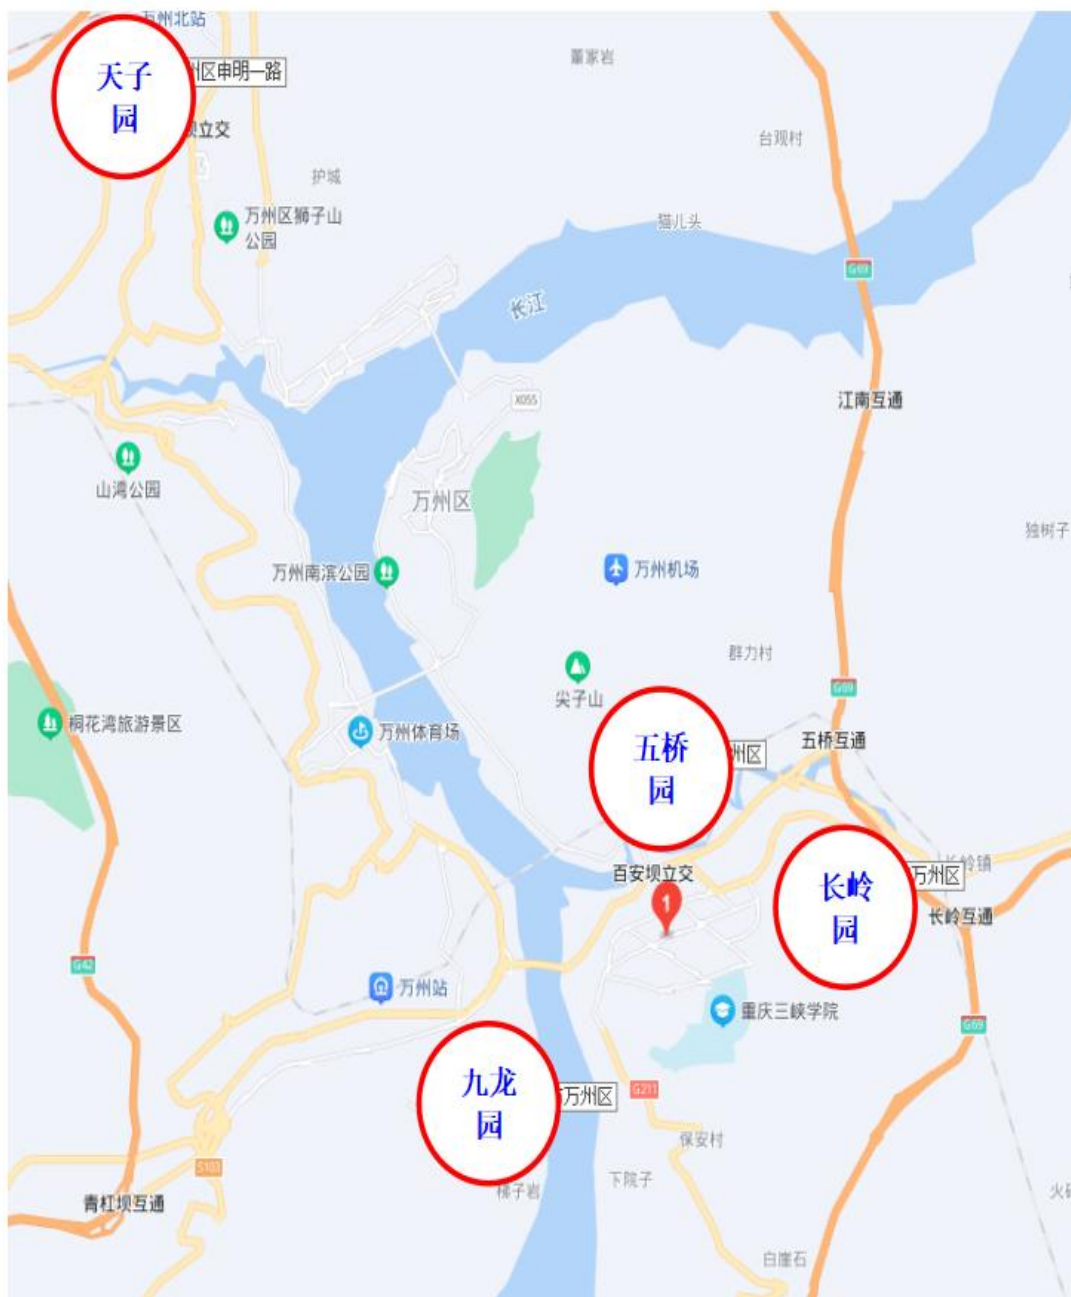 万州北站
天子
园
州区申明一路
坝立交
董家岩
台观村
护城
万州区狮子山
公园
猫儿头
长江
G69
X055
江南互通
山湾公园
万州区
独树子
万州南滨公园
万州机场
群力村
尖子山
G69
桐花湾旅游景区
万州体育场
五桥
园
州区
五桥互通
百安坝立交
1
长岭
园
长岭镇
万州区
长岭互通
G42
万州站
重庆三峡学院
G69
九龙
园
万州区
G211
保安村
下院子
梯子岩
S103
青杠坝互通
白崖石